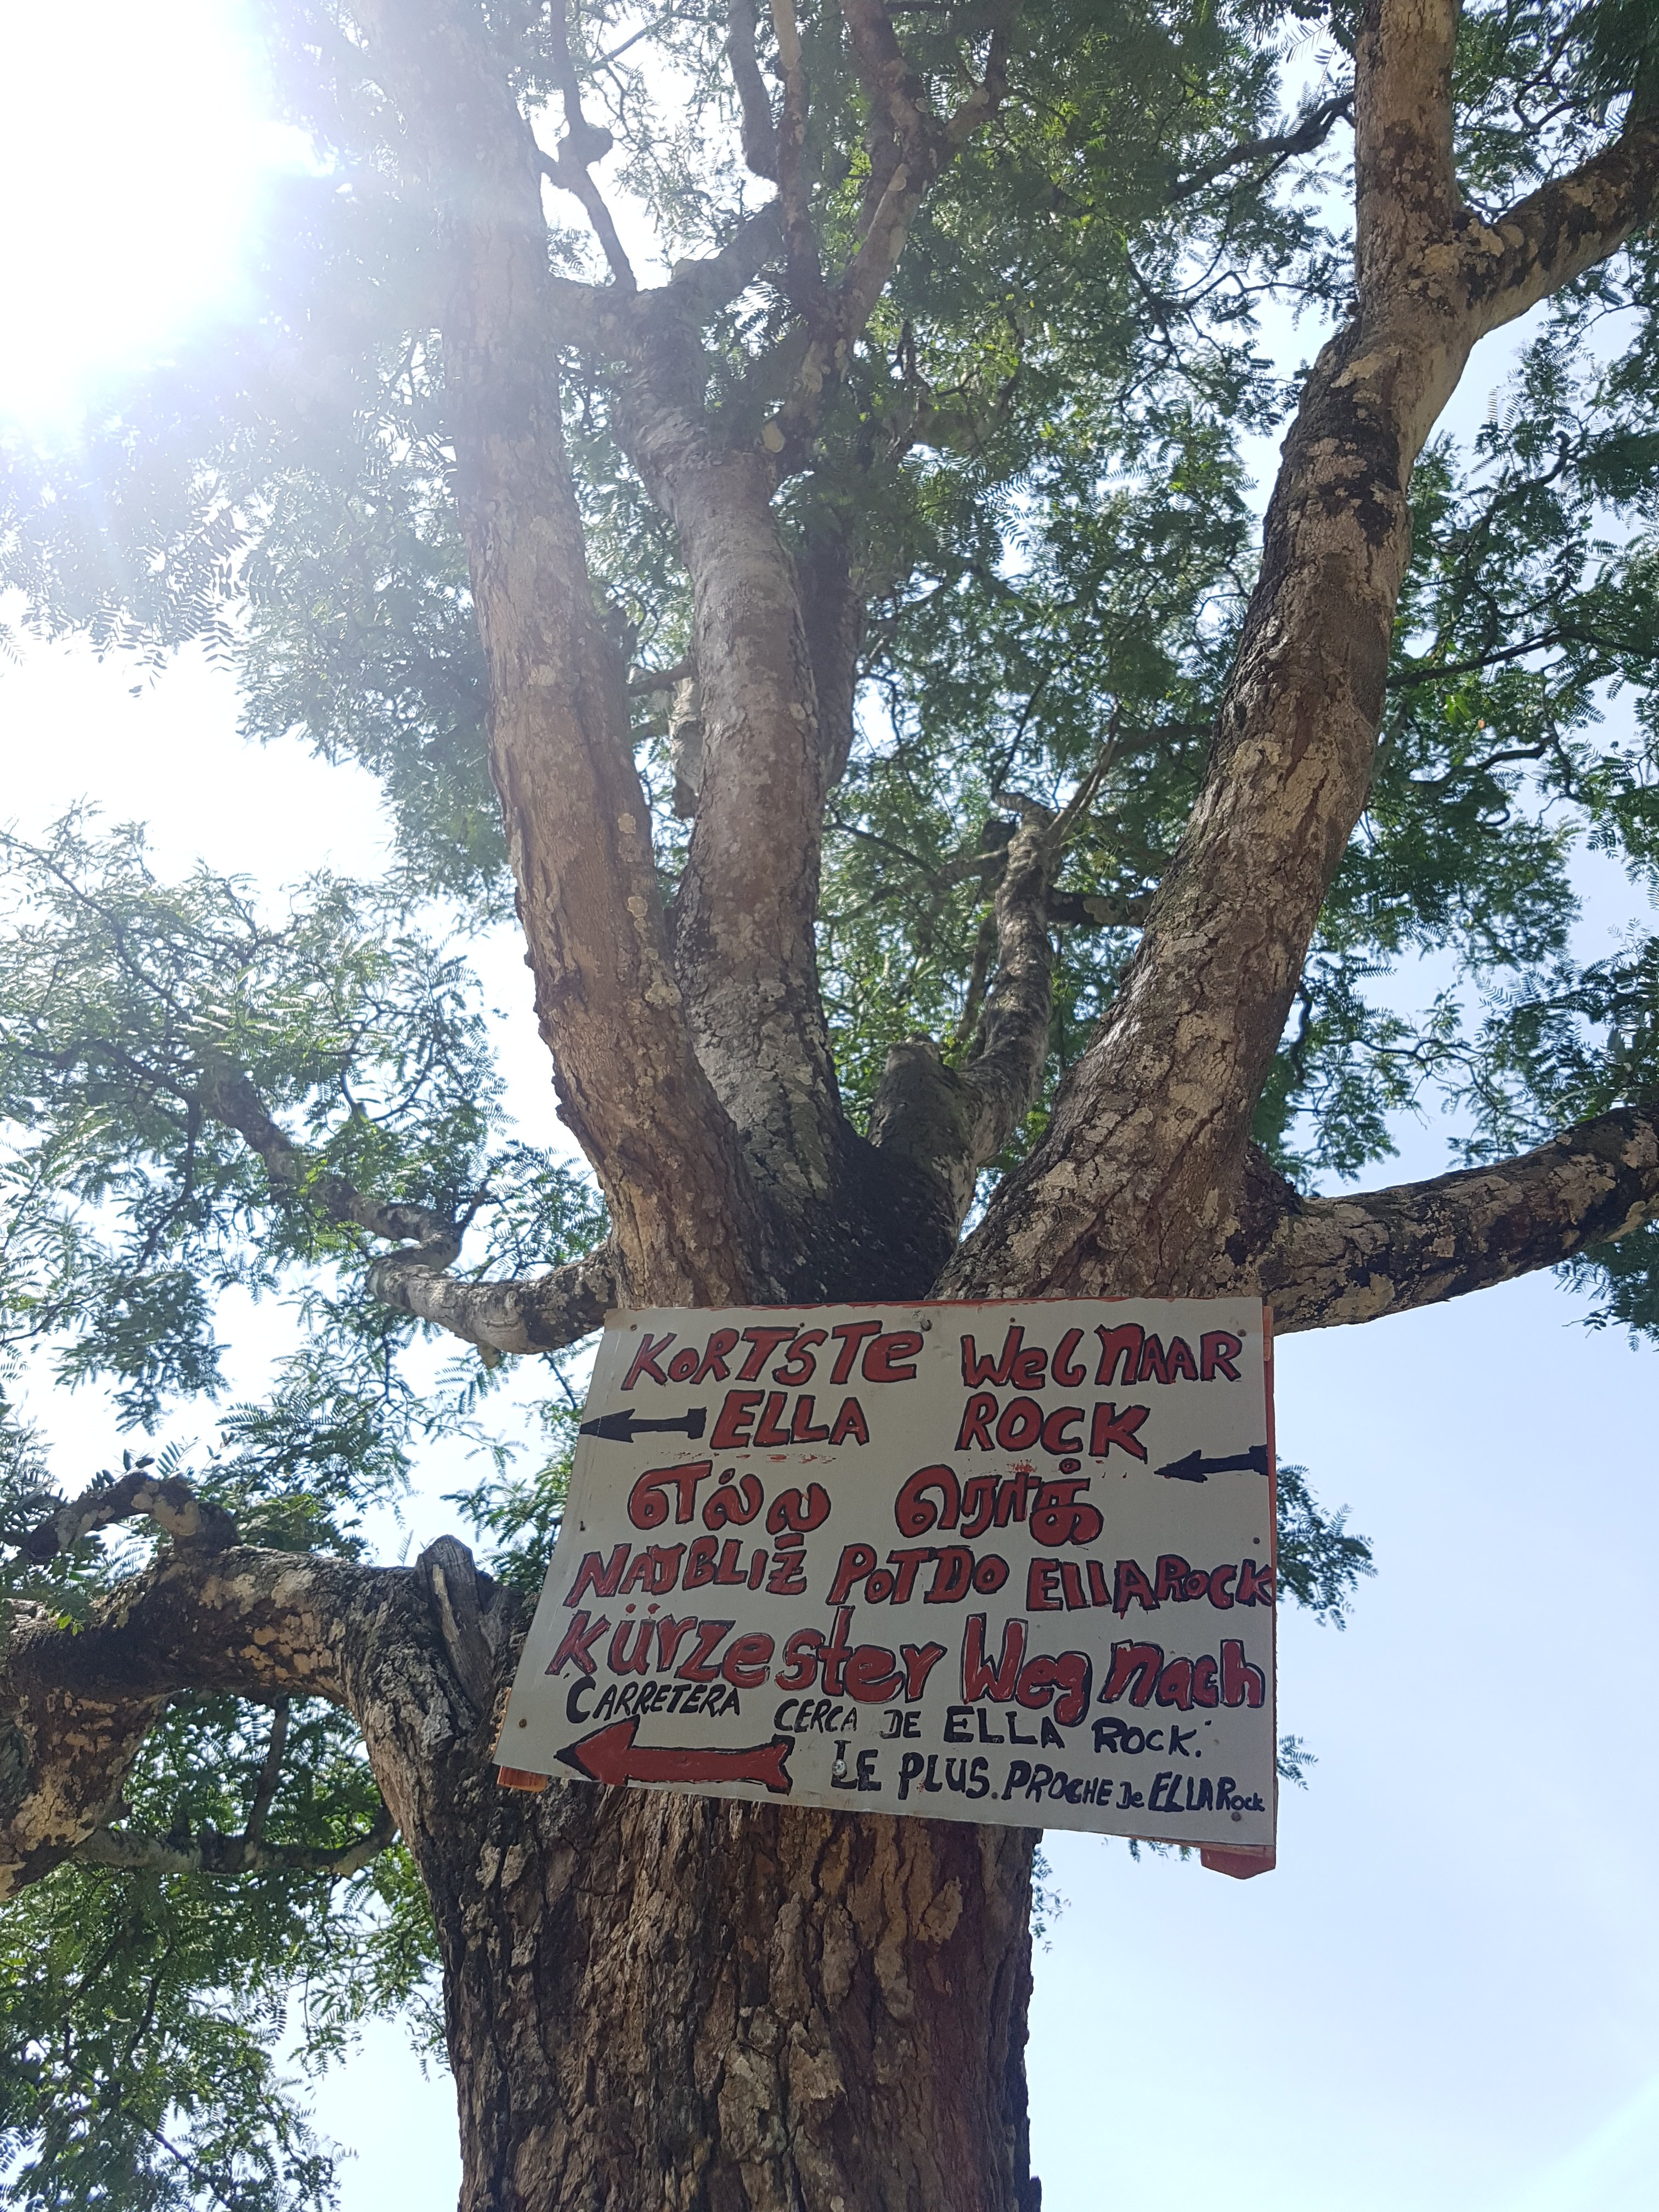 KORTSTE WEG NAAR
ELLA ROCK
எல்ல ரொக்
NAJBLIŽ POT DO EllA ROCK
Kürzester Weg nach
CARRETERA CERCA DE ELLA ROCK.
LE PLUS. PROCHE De ELLA Rock